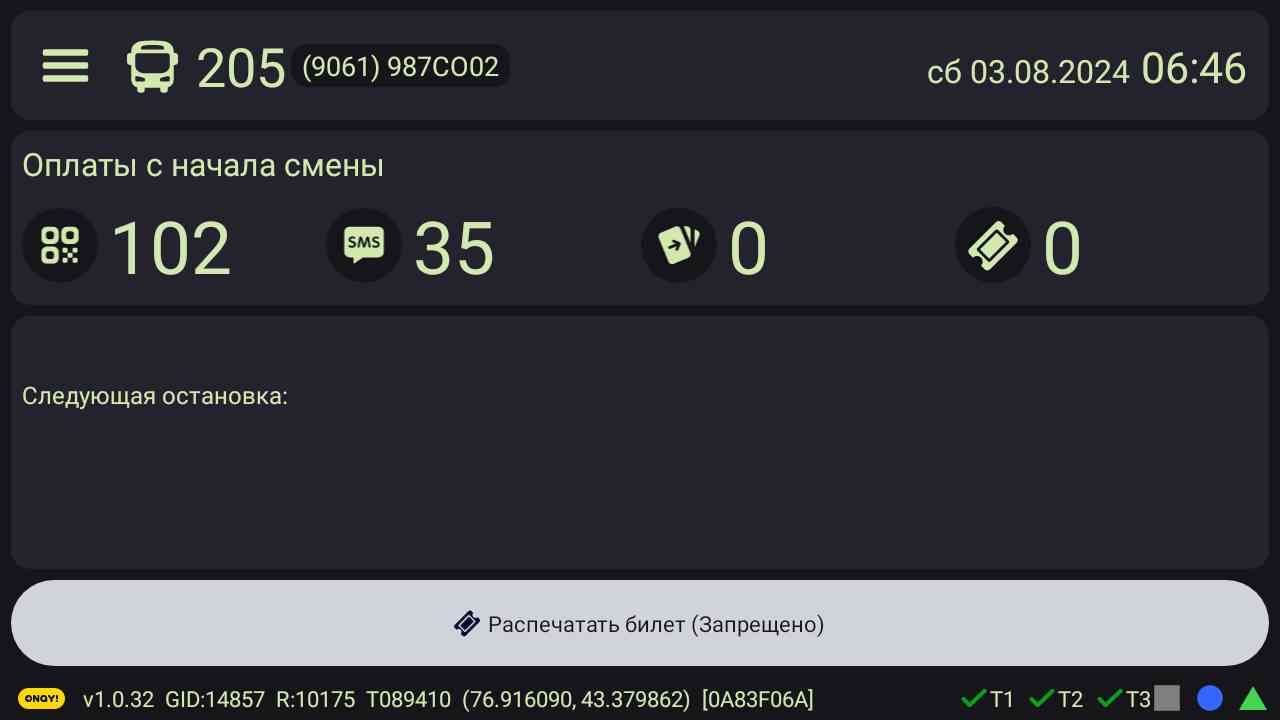 205 (9061) 987CO02 сб 03.08.2024 06:46
Оплаты с начала смены
102 SMS 35 0 0
Следующая остановка:
Распечатать билет (Запрещено)
ONAY! v1.0.32 GID:14857 R:10175 T089410 (76.916090, 43.379862) [0A83F06A] T1 T2 T3